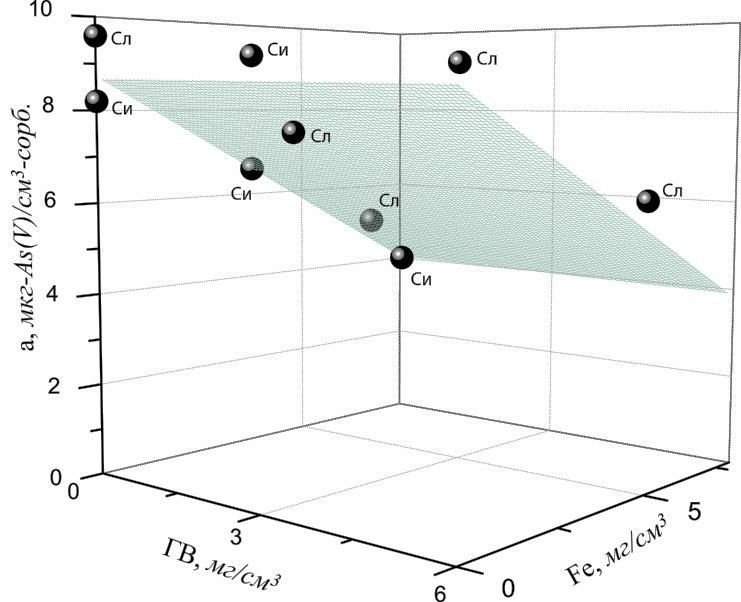 10
Сл
Си
Сл
8
Си
Сл
Си
6
Сл
Сл
Си
4
2
0
а, мкг-As(V)/см³-сорб.
0
3
6
ГВ, мг/см³
0
5
Fe, мг/см³